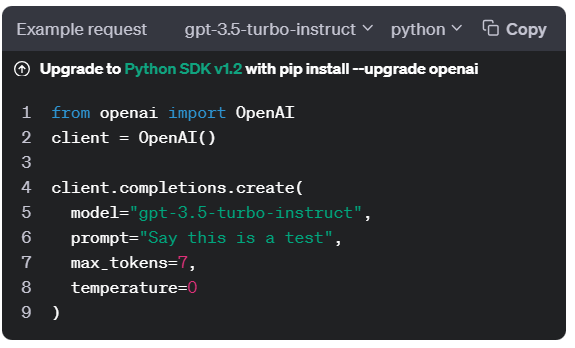 Example request gpt-3.5-turbo-instruct python Copy
Upgrade to Python SDK v1.2 with pip install --upgrade openai
1 from openai import OpenAI
2 client = OpenAI()
3
4 client.completions.create(
5   model="gpt-3.5-turbo-instruct",
6   prompt="Say this is a test",
7   max_tokens=7,
8   temperature=0
9 )